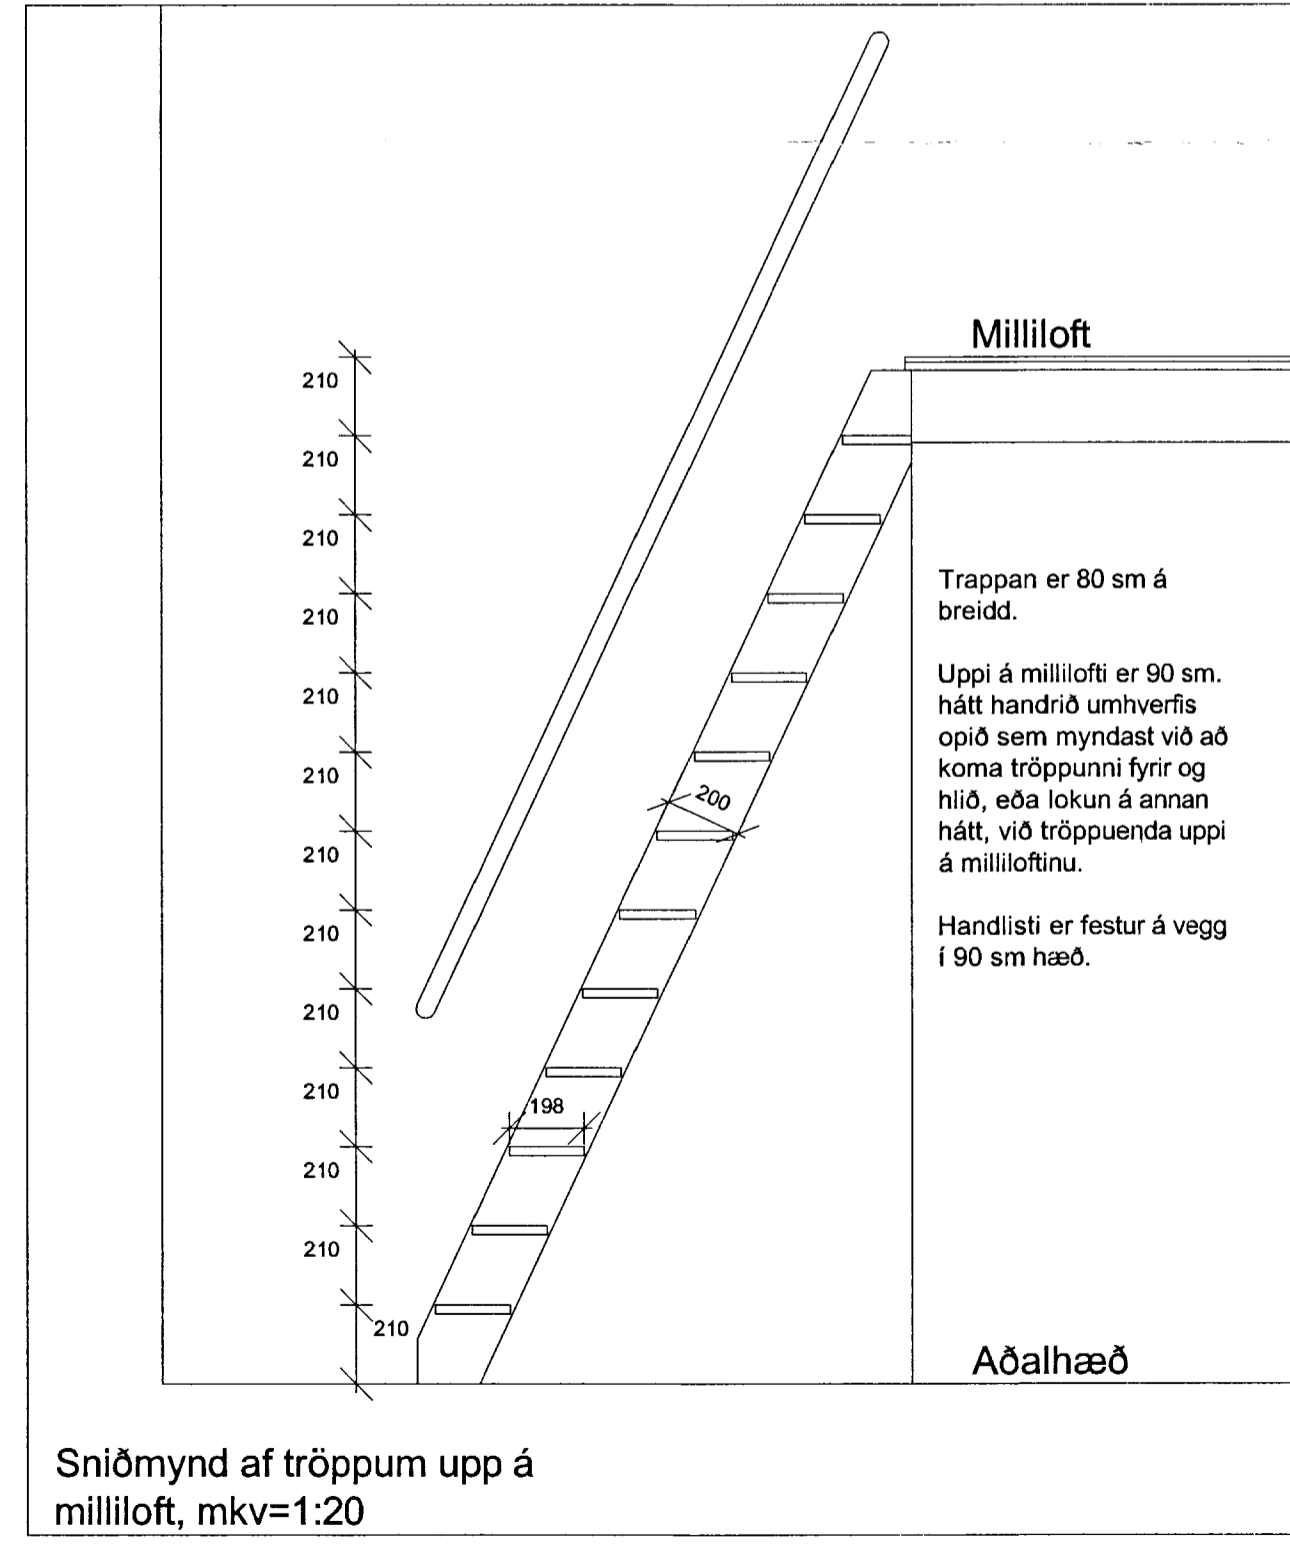 Milliloft
210
210
210
210
210
210
210
210
210
210
210
210
210
200
198
Trappan er 80 sm á
breidd.
Uppi á millilofti er 90 sm.
hátt handrið umhverfis
opið sem myndast við að
koma tröppunni fyrir og
hlið, eða lokun á annan
hátt, við tröppuenda uppi
á milliloftinu.
Handlisti er festur á vegg
í 90 sm hæð.
Aðalhæð
Sniðmynd af tröppum upp á
milliloft, mkv=1:20